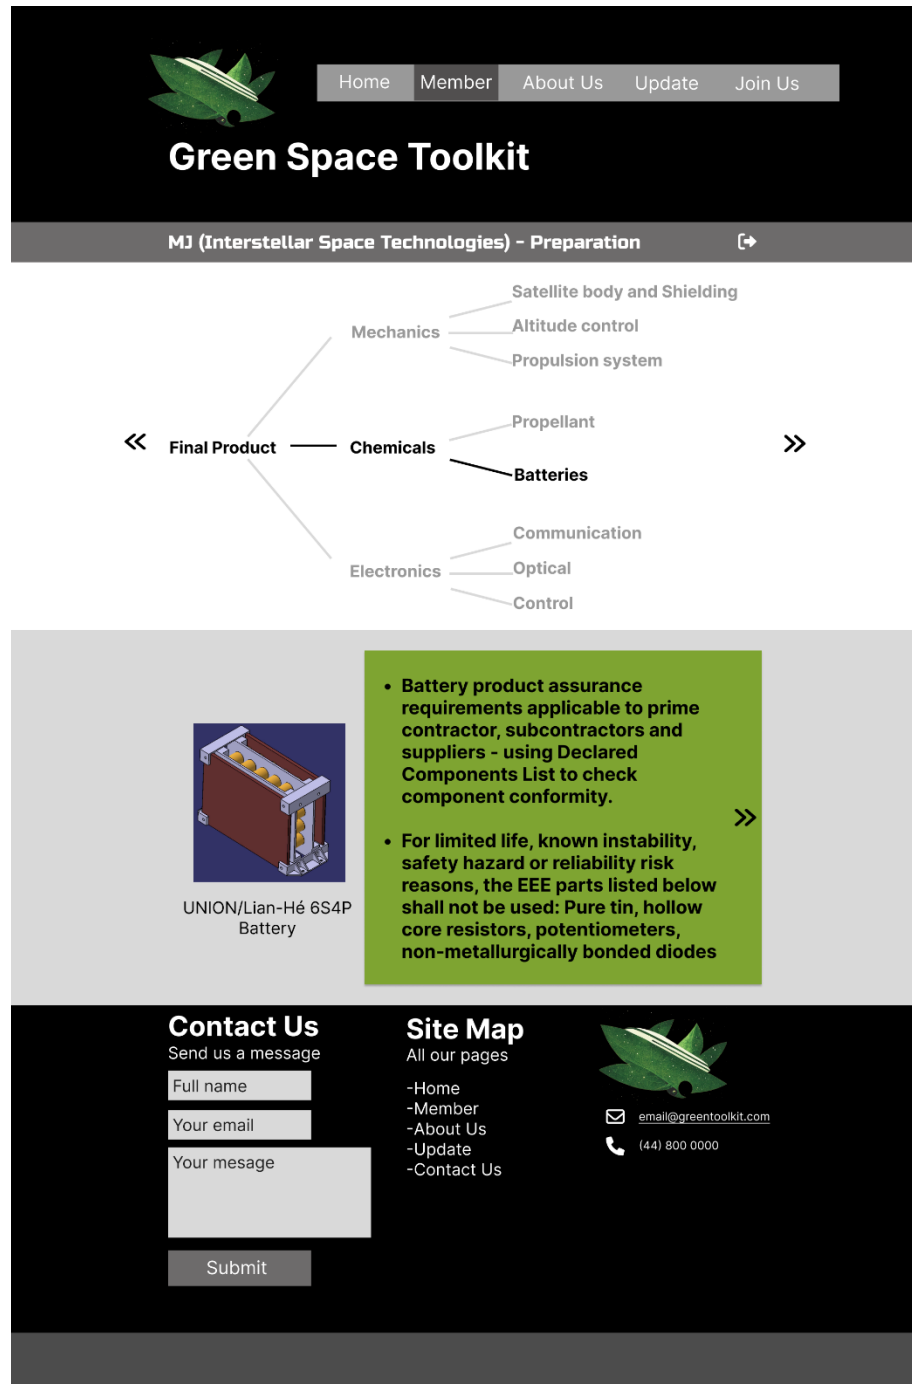 Home
Member
About Us
Update
Join Us
Green Space Toolkit
MJ (Interstellar Space Technologies) - Preparation
Satellite body and Shielding
Mechanics
Altitude control
Propulsion system
Propellant
Final Product
Chemicals
Batteries
Communication
Electronics
Optical
Control
• Battery product assurance
requirements applicable to prime
contractor, subcontractors and
suppliers - using Declared
Components List to check
component conformity.
• For limited life, known instability,
safety hazard or reliability risk
reasons, the EEE parts listed below
shall not be used: Pure tin, hollow
core resistors, potentiometers,
non-metallurgically bonded diodes
UNION/Lian-Hé 6S4P
Battery
Contact Us
Send us a message
Full name
Your email
Your mesage
Submit
Site Map
All our pages
-Home
-Member
-About Us
-Update
-Contact Us
email@greentoolkit.com
(44) 800 0000